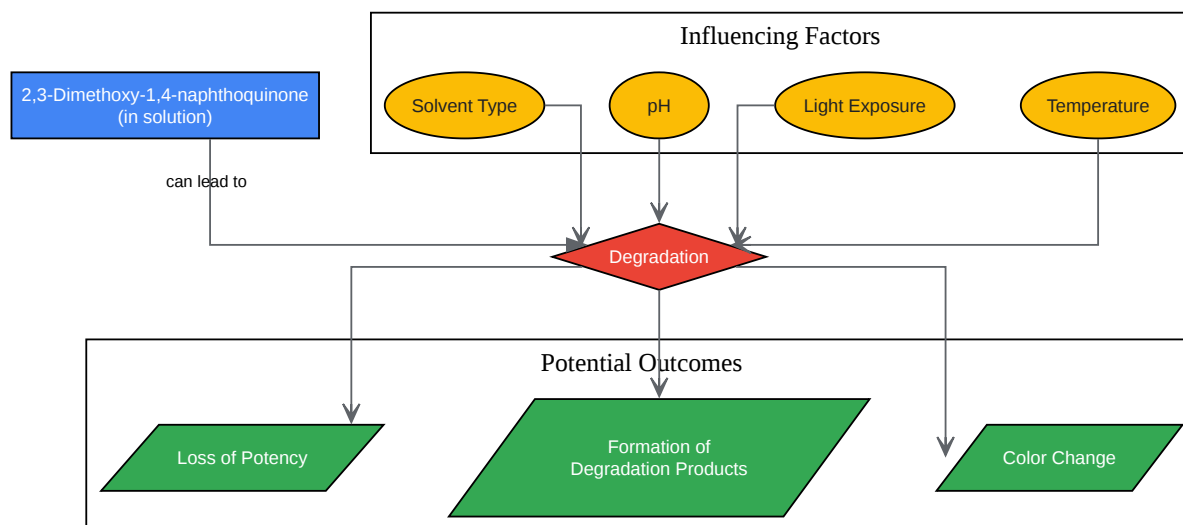 Influencing Factors
2,3-Dimethoxy-1,4-naphthoquinone
(in solution)
Solvent Type
pH
Light Exposure
Temperature
can lead to
Degradation
Potential Outcomes
Loss of Potency
Formation of
Degradation Products
Color Change